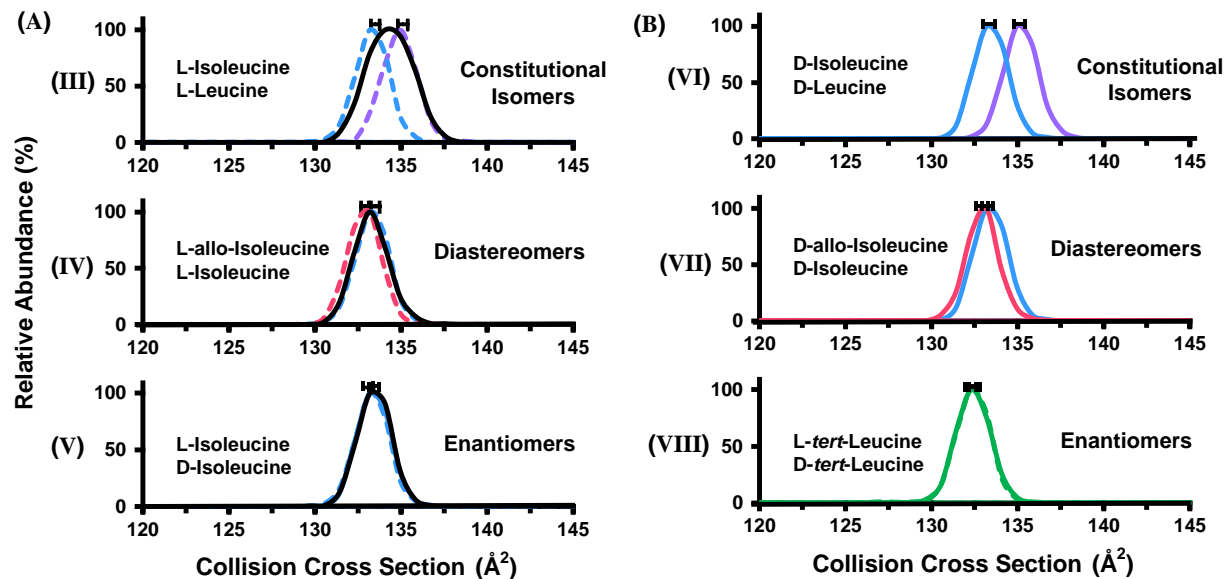 (A)
Relative Abundance (%)
(III)
100
50
0
L-Isoleucine
L-Leucine
Constitutional
Isomers
120 125 130 135 140 145
(IV)
100
50
0
L-allo-Isoleucine
L-Isoleucine
Diastereomers
120 125 130 135 140 145
(V)
100
50
0
L-Isoleucine
D-Isoleucine
Enantiomers
120 125 130 135 140 145
Collision Cross Section (Å²)
(B)
(VI)
100
50
0
D-Isoleucine
D-Leucine
Constitutional
Isomers
120 125 130 135 140 145
(VII)
100
50
0
D-allo-Isoleucine
D-Isoleucine
Diastereomers
120 125 130 135 140 145
(VIII)
100
50
0
L-tert-Leucine
D-tert-Leucine
Enantiomers
120 125 130 135 140 145
Collision Cross Section (Å²)